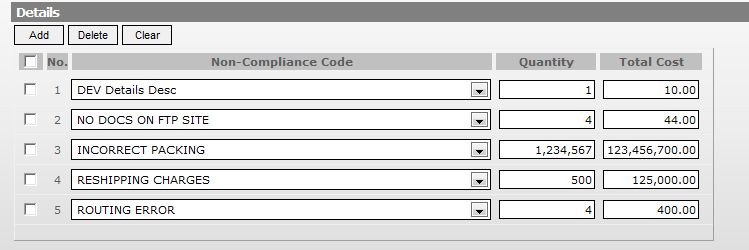 Details
Add Delete Clear
No. Non-Compliance Code Quantity Total Cost
1 DEV Details Desc 1 10.00
2 NO DOCS ON FTP SITE 4 44.00
3 INCORRECT PACKING 1,234,567 123,456,700.00
4 RESHIPPING CHARGES 500 125,000.00
5 ROUTING ERROR 4 400.00